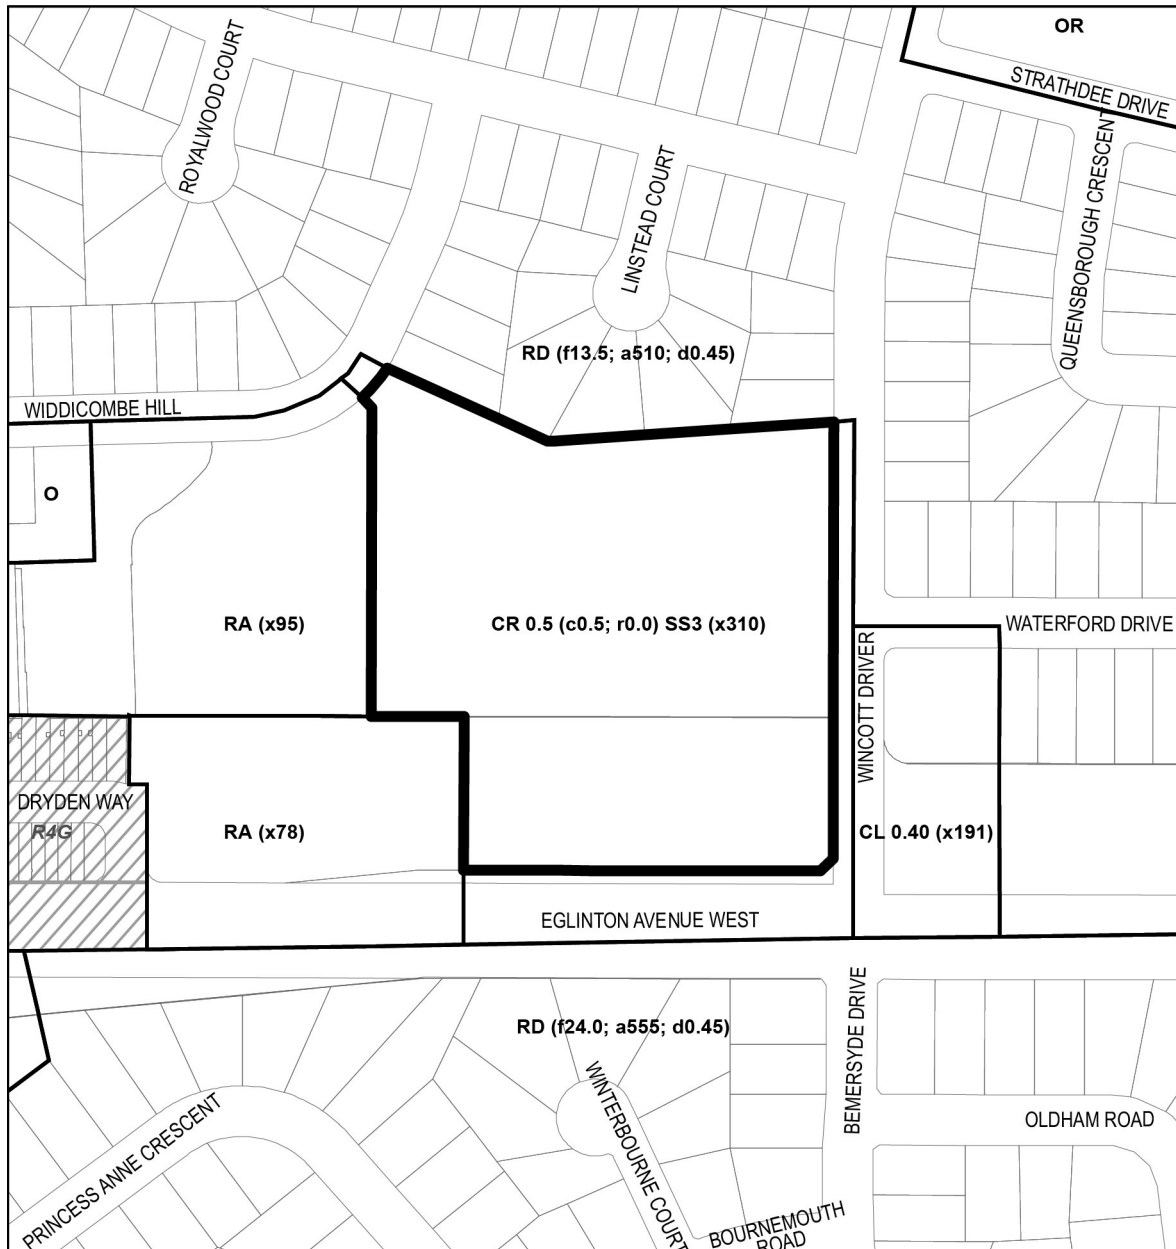 OR
STRATHDEE DRIVE
ROYALWOOD COURT
LINSTEAD COURT
QUEENSBOROUGH CRESCENT
RD (f13.5; a510; d0.45)
WIDDICOMBE HILL
O
RA (x95)
CR 0.5 (c0.5; r0.0) SS3 (x310)
WATERFORD DRIVE
WINCOTT DRIVER
DRYDEN WAY
R4G
RA (x78)
CL 0.40 (x191)
EGLINTON AVENUE WEST
RD (f24.0; a555; d0.45)
BEMERSYDE DRIVE
WINTERBOURNE COURT
PRINCESS ANNE CRESCENT
OLDHAM ROAD
BOURNEMOUTH
ROAD